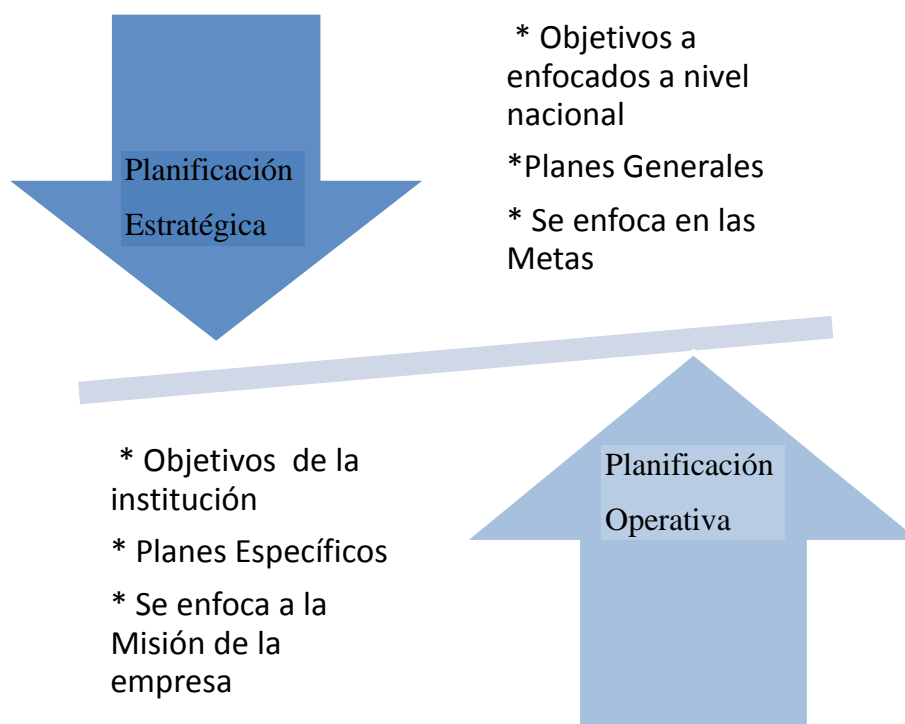 Planificación
Estratégica
* Objetivos a
enfocados a nivel
nacional
*Planes Generales
* Se enfoca en las
Metas
* Objetivos de la
institución
* Planes Específicos
* Se enfoca a la
Misión de la
empresa
Planificación
Operativa